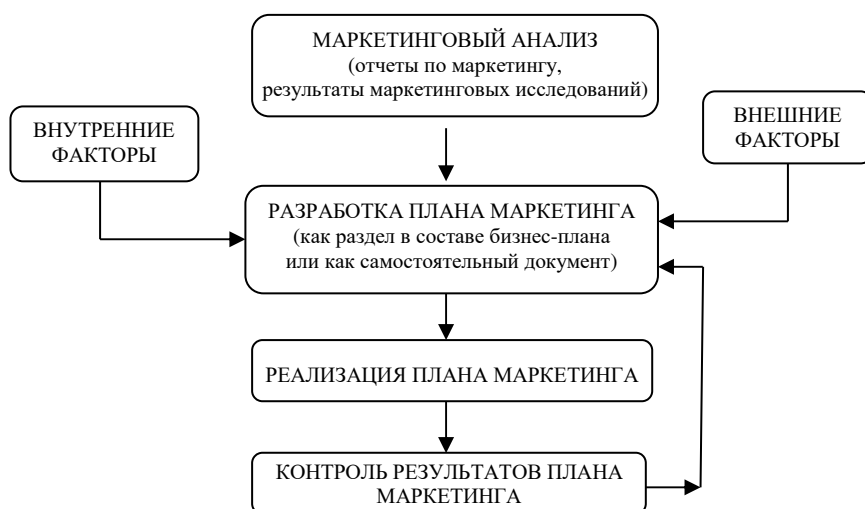 МАРКЕТИНГОВЫЙ АНАЛИЗ
(отчеты по маркетингу,
результаты маркетинговых исследований)
ВНУТРЕННИЕ
ФАКТОРЫ
ВНЕШНИЕ
ФАКТОРЫ
РАЗРАБОТКА ПЛАНА МАРКЕТИНГА
(как раздел в составе бизнес-плана
или как самостоятельный документ)
РЕАЛИЗАЦИЯ ПЛАНА МАРКЕТИНГА
КОНТРОЛЬ РЕЗУЛЬТАТОВ ПЛАНА
МАРКЕТИНГА